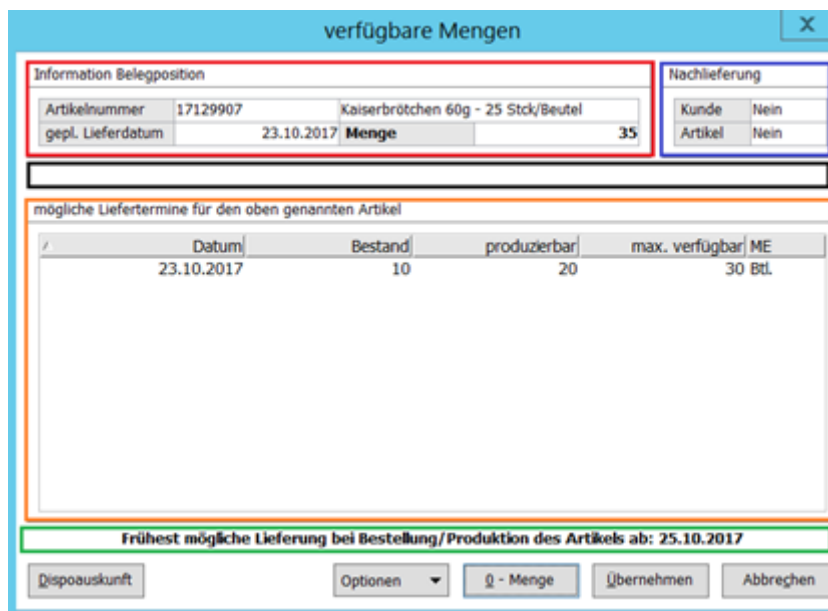 verfügbare Mengen
X
Information Belegposition
Nachlieferung
Artikelnummer 17129907 Kaiserbrötchen 60g - 25 Stck/Beutel
Kunde Nein
gepl. Lieferdatum 23.10.2017 Menge 35
Artikel Nein
mögliche Liefertermine für den oben genannten Artikel
Datum Bestand produzierbar max. verfügbar ME
23.10.2017 10 20 30 Btl.
Frühest mögliche Lieferung bei Bestellung/Produktion des Artikels ab: 25.10.2017
Dispoauskunft Optionen 0 - Menge Übernehmen Abbrechen